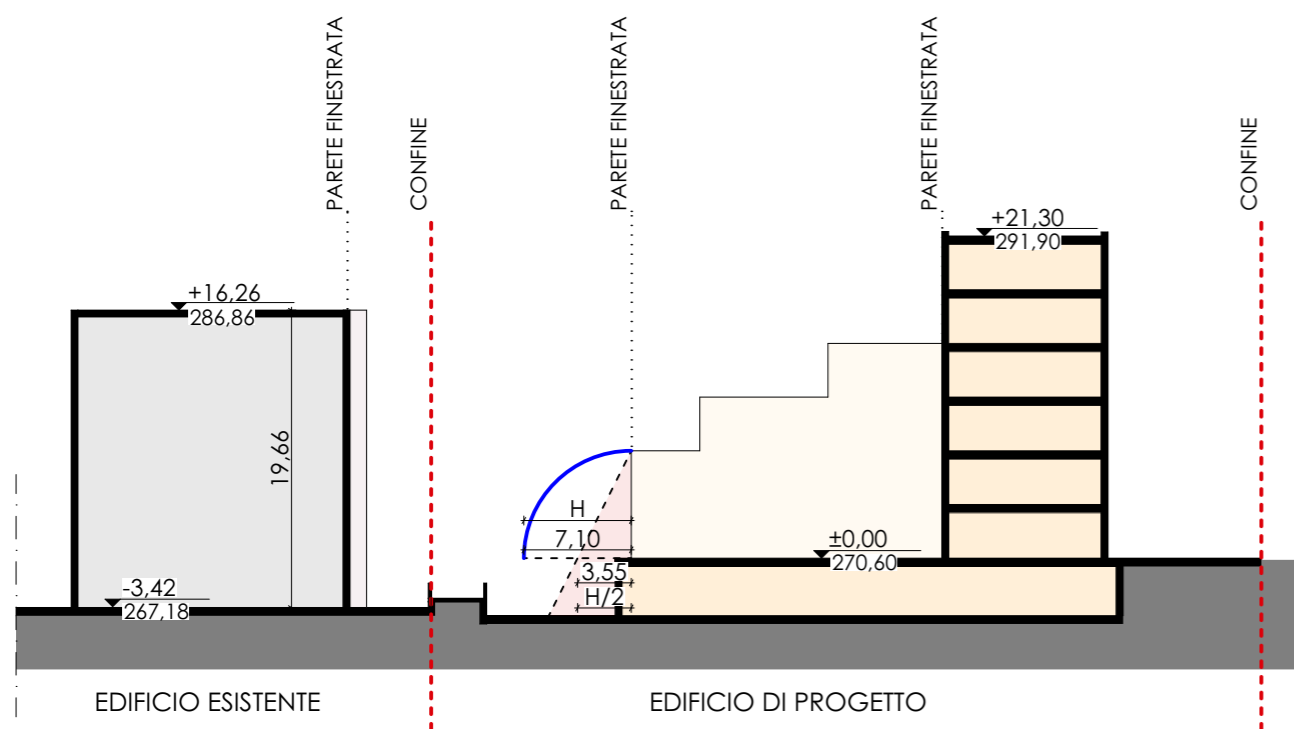 PARETE FINESTRATA
CONFINE
PARETE FINESTRATA
PARETE FINESTRATA
CONFINE
+21,30
291,90
+16,26
286,86
19,66
H
7,10
±0,00
270,60
3,55
H/2
-3,42
267,18
EDIFICIO ESISTENTE
EDIFICIO DI PROGETTO